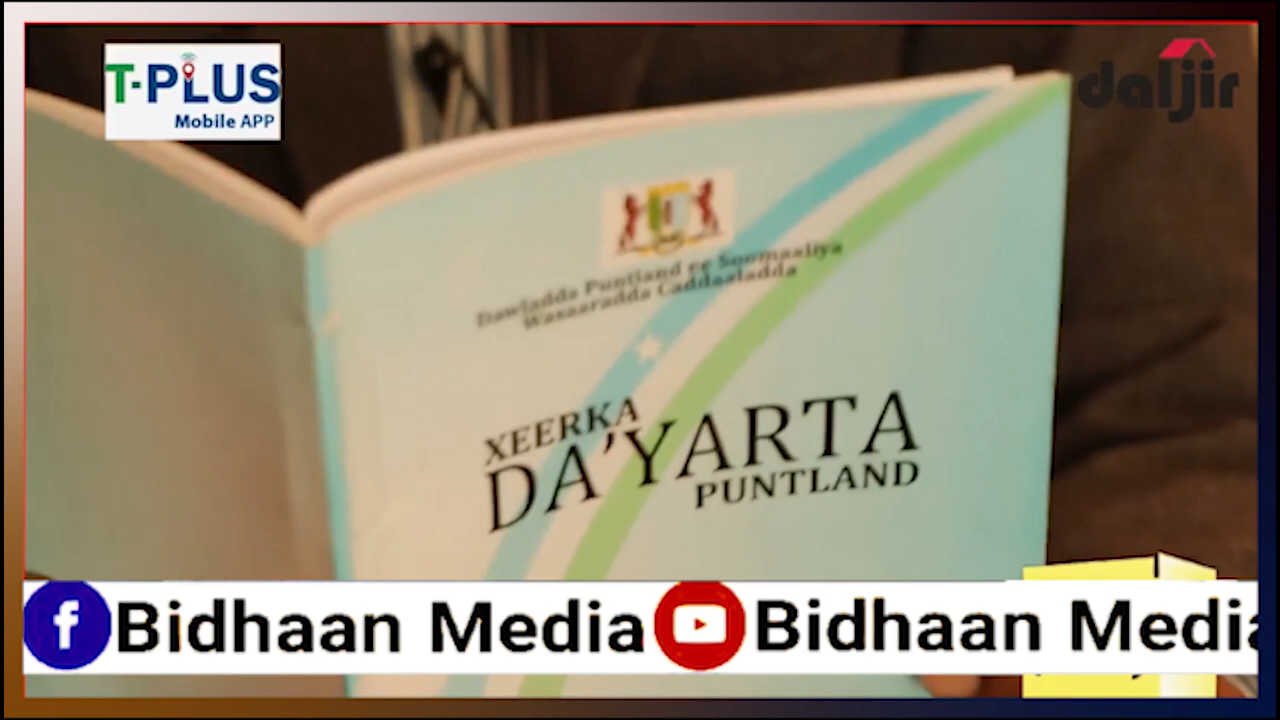 T-PLUS
Mobile APP
daljir
Dawladda Puntland ee Soomaaliya
Wasaaradda Caddaaladda
XEERKA
DA'YARTA
PUNTLAND
Bidhaan Media
Bidhaan Media